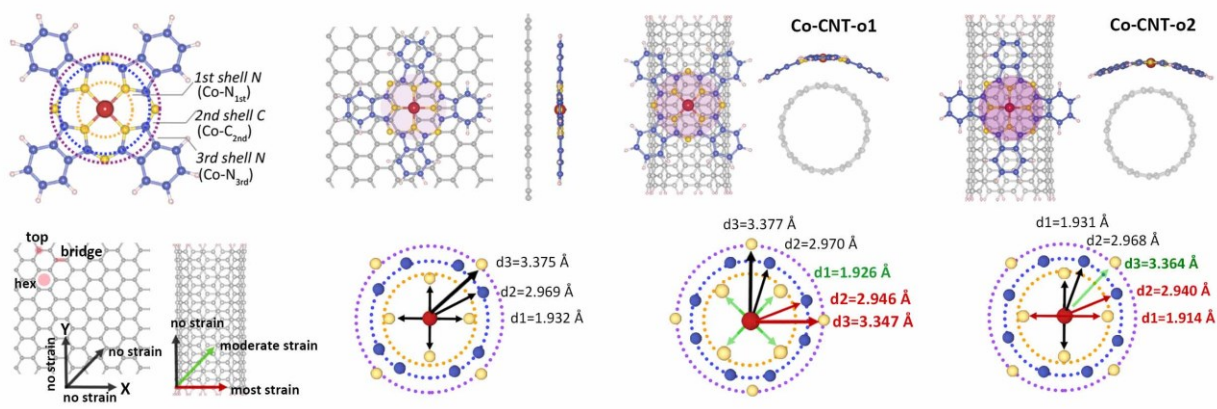 1st shell N
(Co-N1st)
2nd shell C
(Co-C2nd)
3rd shell N
(Co-N3rd)
Co-CNT-o1
Co-CNT-o2
top
bridge
hex
Y
no strain
no strain
X
no strain
no strain
moderate strain
most strain
d3=3.375 Å
d2=2.969 Å
d1=1.932 Å
d3=3.377 Å
d2=2.970 Å
d1=1.926 Å
d2=2.946 Å
d3=3.347 Å
d1=1.931 Å
d2=2.968 Å
d3=3.364 Å
d2=2.940 Å
d1=1.914 Å